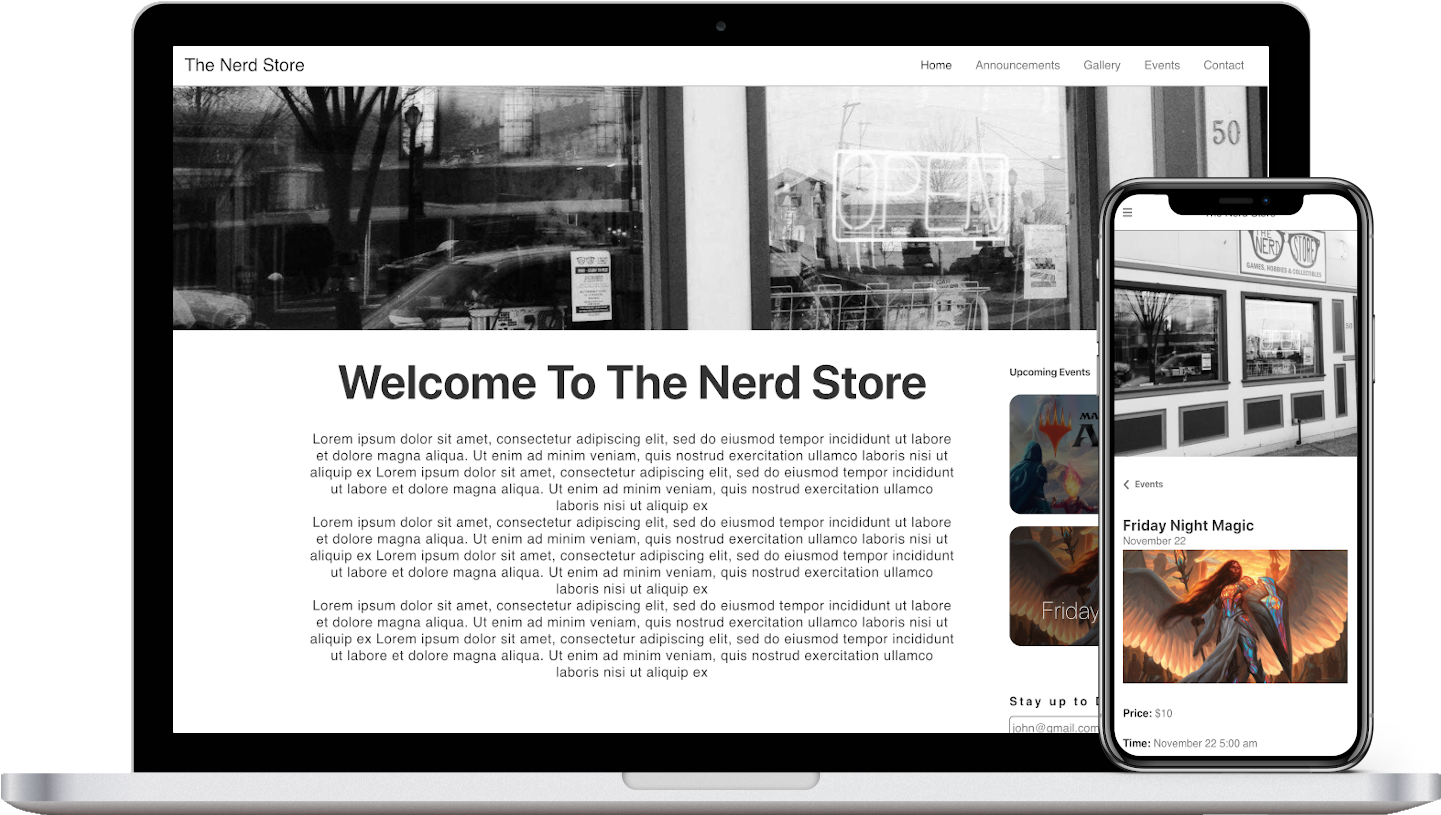 The Nerd Store
Home Announcements Gallery Events Contact
50
OPEN
Welcome To The Nerd Store
Lorem ipsum dolor sit amet, consectetur adipiscing elit, sed do eiusmod tempor incididunt ut labore
et dolore magna aliqua. Ut enim ad minim veniam, quis nostrud exercitation ullamco laboris nisi ut
aliquip ex Lorem ipsum dolor sit amet, consectetur adipiscing elit, sed do eiusmod tempor incididunt
ut labore et dolore magna aliqua. Ut enim ad minim veniam, quis nostrud exercitation ullamco
laboris nisi ut aliquip ex
Lorem ipsum dolor sit amet, consectetur adipiscing elit, sed do eiusmod tempor incididunt ut labore
et dolore magna aliqua. Ut enim ad minim veniam, quis nostrud exercitation ullamco laboris nisi ut
aliquip ex Lorem ipsum dolor sit amet, consectetur adipiscing elit, sed do eiusmod tempor incididunt
ut labore et dolore magna aliqua. Ut enim ad minim veniam, quis nostrud exercitation ullamco
laboris nisi ut aliquip ex
Lorem ipsum dolor sit amet, consectetur adipiscing elit, sed do eiusmod tempor incididunt ut labore
et dolore magna aliqua. Ut enim ad minim veniam, quis nostrud exercitation ullamco laboris nisi ut
aliquip ex Lorem ipsum dolor sit amet, consectetur adipiscing elit, sed do eiusmod tempor incididunt
ut labore et dolore magna aliqua. Ut enim ad minim veniam, quis nostrud exercitation ullamco
laboris nisi ut aliquip ex
Upcoming Events
MA
A
Friday
Stay up to D
john@gmail.com
The Nerd Store
THE NERD STORE
GAMES, HOBBIES & COLLECTIBLES
50
Events
Friday Night Magic
November 22
Price: $10
Time: November 22 5:00 am